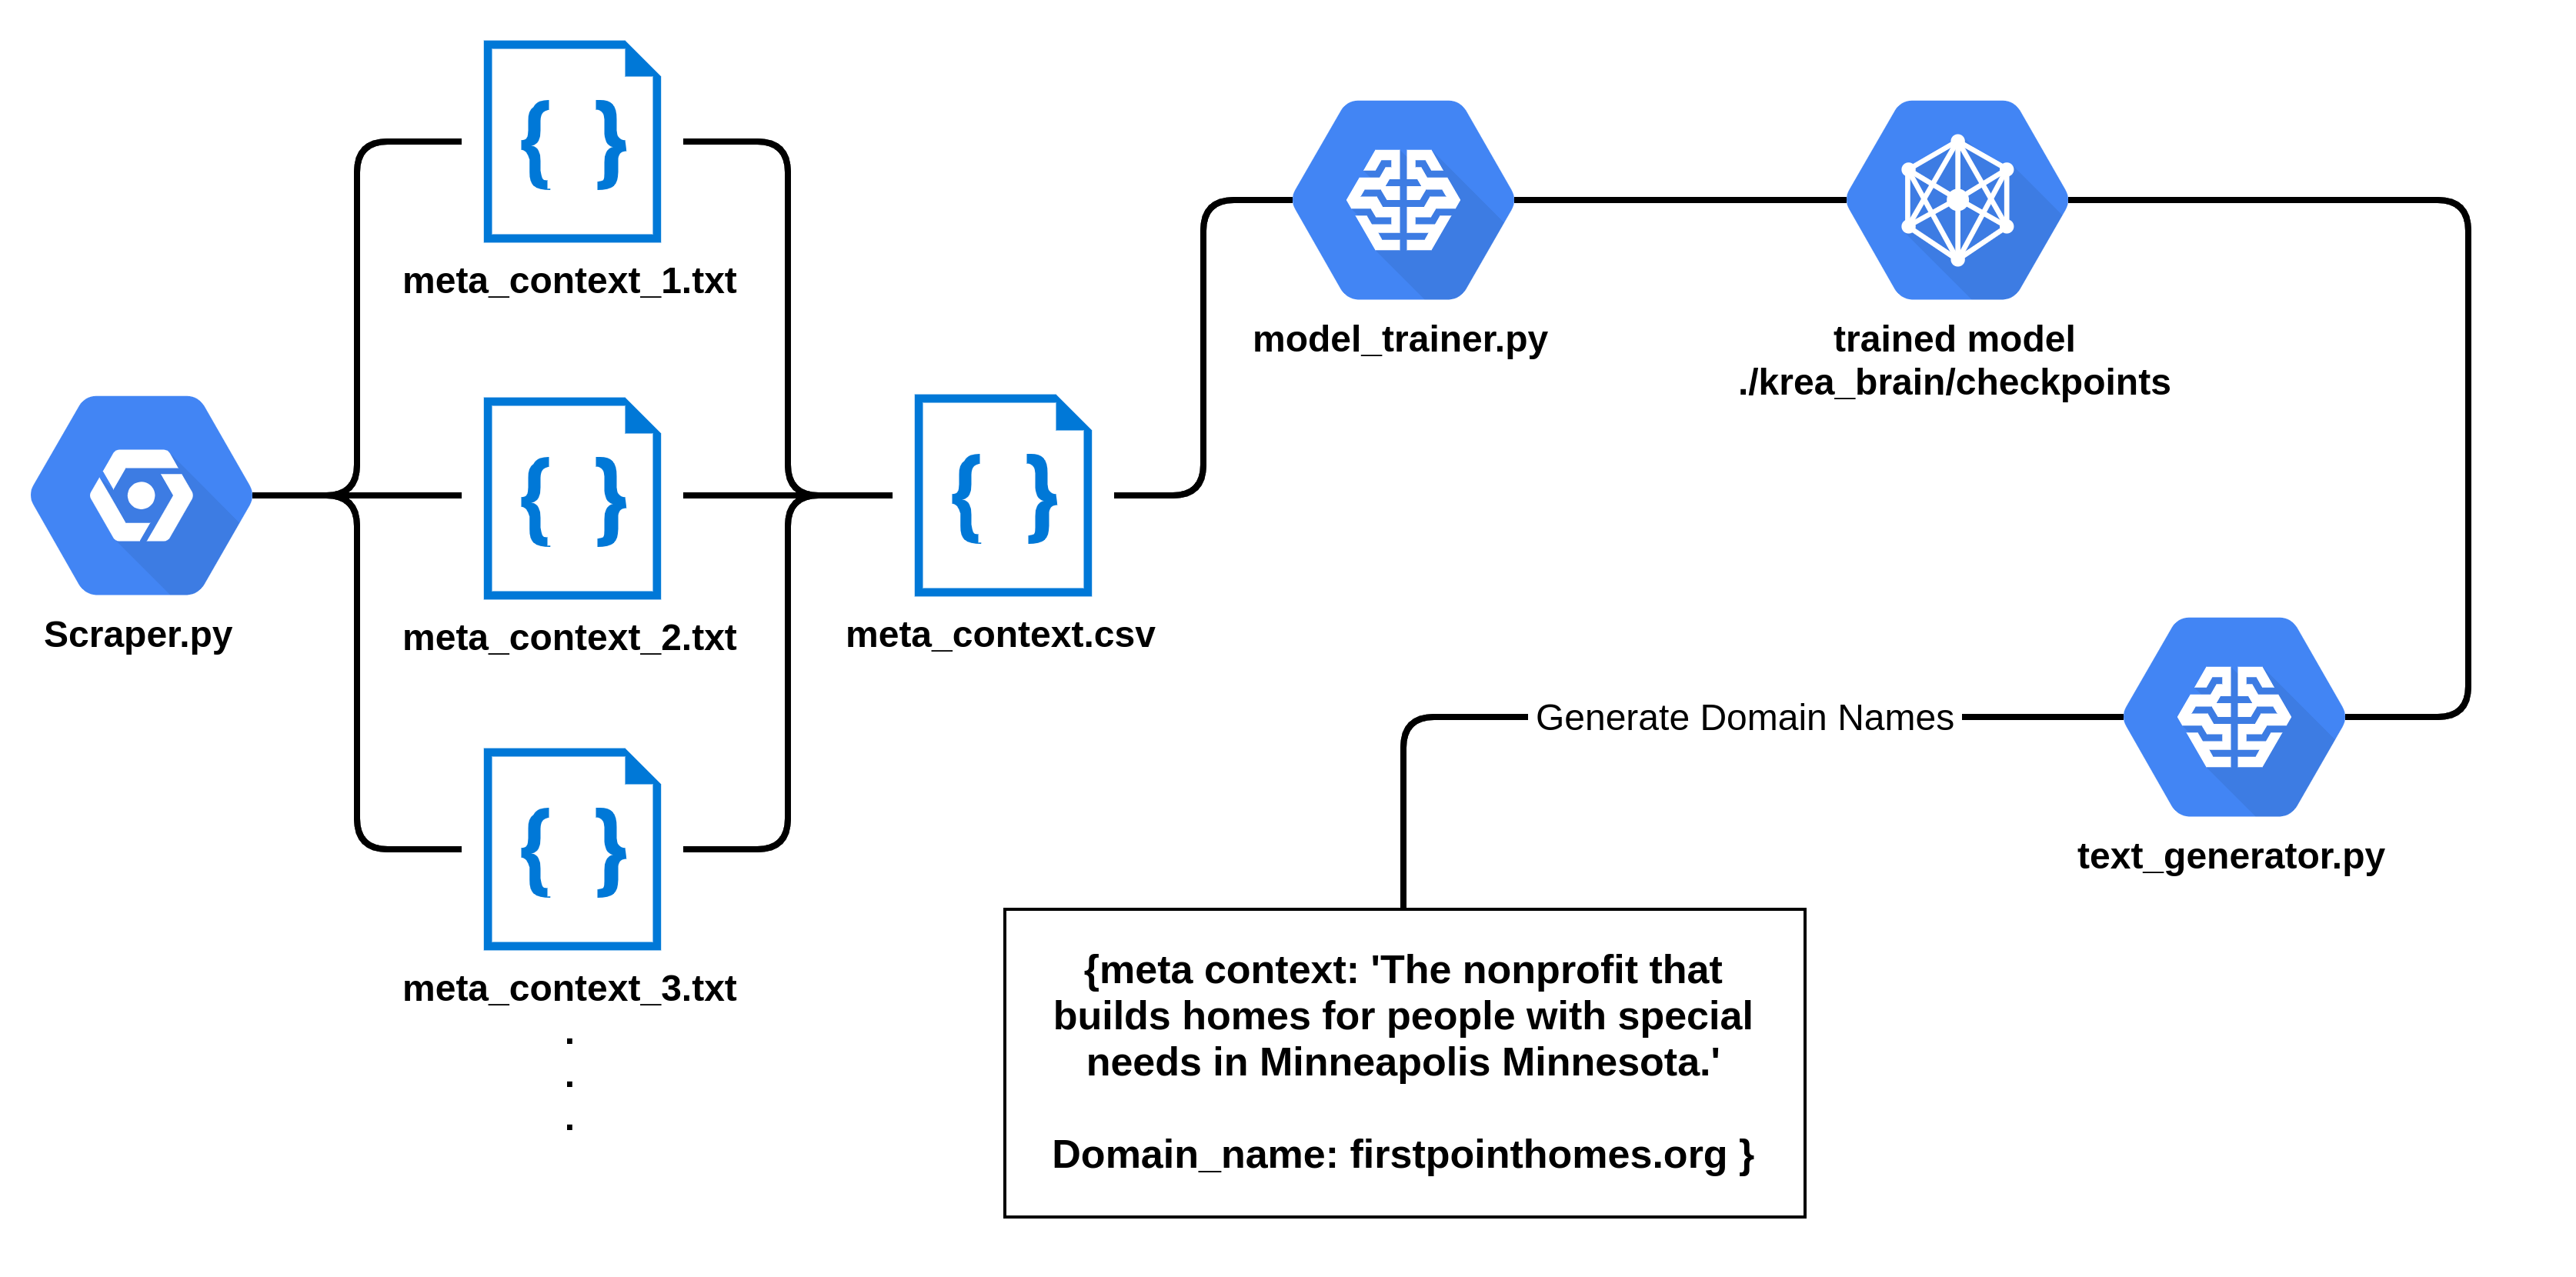 { }
meta_context_1.txt
{ }
meta_context_2.txt
{ }
meta_context_3.txt
.
.
.
Scraper.py
{ }
meta_context.csv
model_trainer.py
trained model
./krea_brain/checkpoints
text_generator.py
Generate Domain Names
{meta context: 'The nonprofit that
builds homes for people with special
needs in Minneapolis Minnesota.'
Domain_name: firstpointhomes.org }